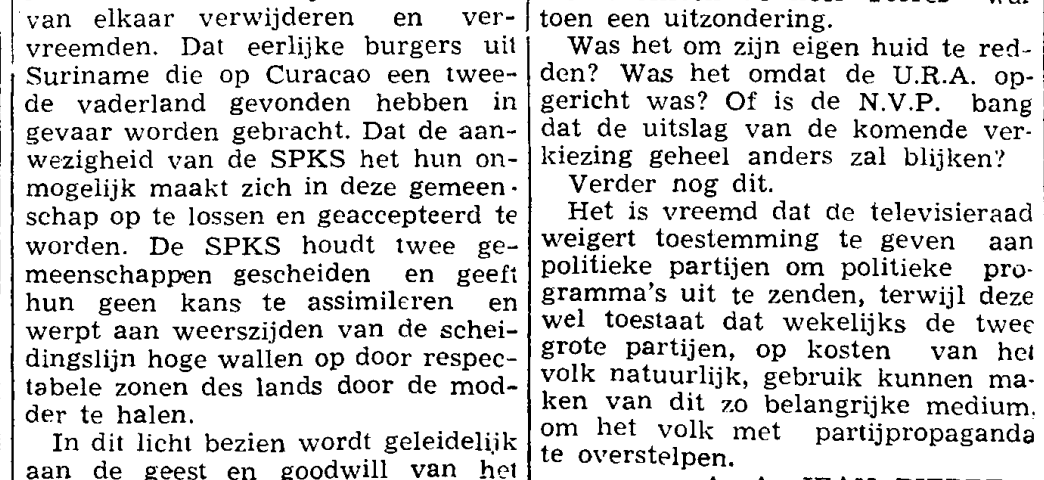 van elkaar verwijderen en ver-
vreemden. Dat eerlijke burgers uit
Suriname die op Curacao een twee-
de vaderland gevonden hebben in
gevaar worden gebracht. Dat de aan-
wezigheid van de SPKS het hun on-
mogelijk maakt zich in deze gemeen-
schap op te lossen en geaccepteerd te
worden. De SPKS houdt twee ge-
meenschappen gescheiden en geeft
hun geen kans te assimileren en
werpt aan weerszijden van de schei-
dingslijn hoge wallen op door respec-
tabele zonen des lands door de mod-
der te halen.
In dit licht bezien wordt geleidelijk
aan de geest en goodwill van het
toen een uitzondering.
Was het om zijn eigen huid te red-
den? Was het omdat de U.R.A. op-
gericht was? Of is de N.V.P. bang
dat de uitslag van de komende ver-
kiezing geheel anders zal blijken?
Verder nog dit.
Het is vreemd dat de televisieraad
weigert toestemming te geven aan
politieke partijen om politieke pro-
gramma's uit te zenden, terwijl deze
wel toestaat dat wekelijks de twee
grote partijen, op kosten van het
volk natuurlijk, gebruik kunnen ma-
ken van dit zo belangrijke medium,
om het volk met partijpropaganda
te overstelpen.